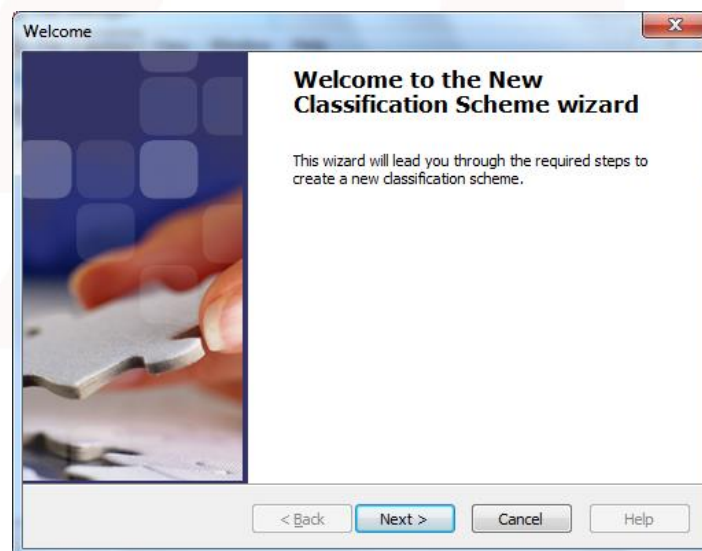 Welcome
Welcome to the New
Classification Scheme wizard
This wizard will lead you through the required steps to
create a new classification scheme.
< Back
Next >
Cancel
Help